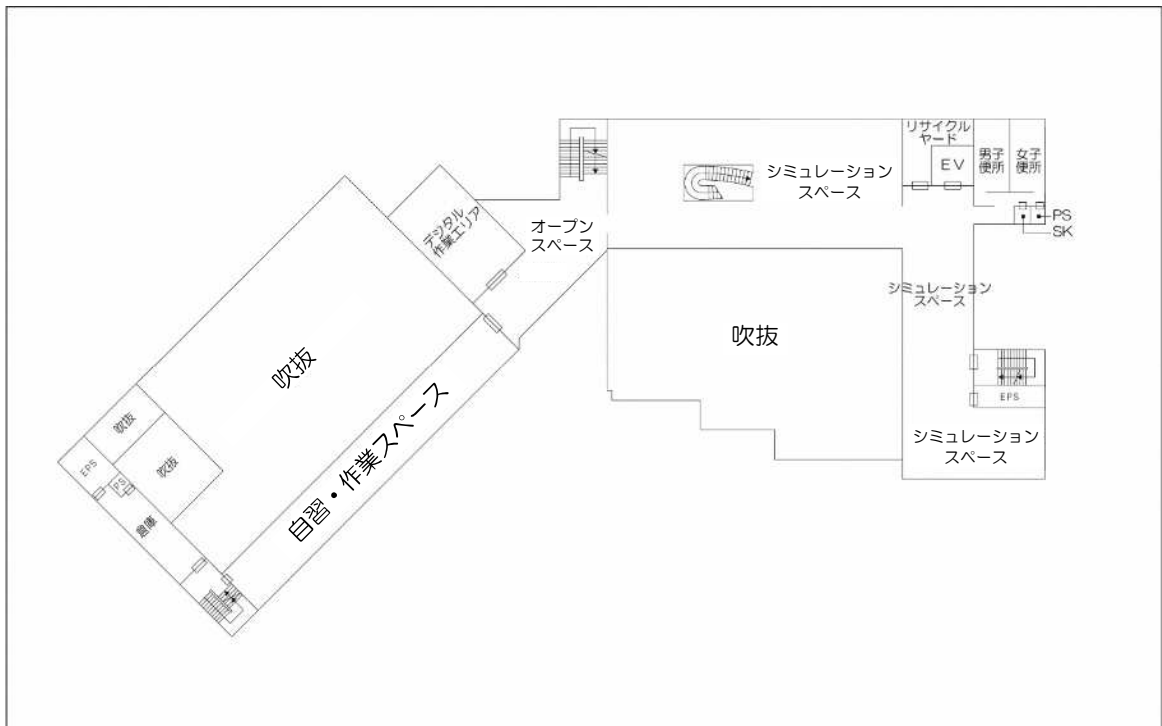 リサイクル
ヤード
EV
男子
便所
女子
便所
シミュレーション
スペース
PS
SK
オープン
スペース
デジタル
作業エリア
シミュレーション
スペース
吹抜
吹抜
EPS
シミュレーション
スペース
自習・作業スペース
吹抜
吹抜
EPS
PS
倉庫